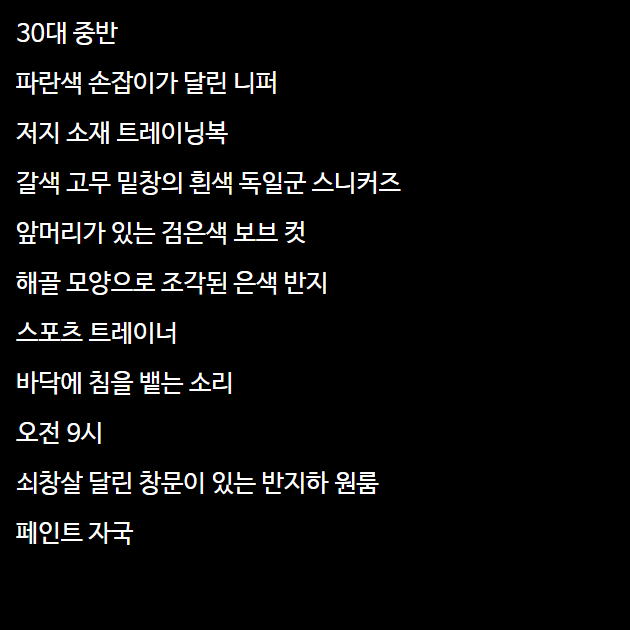 30대 중반
파란색 손잡이가 달린 니퍼
저지 소재 트레이닝복
갈색 고무 밑창의 흰색 독일군 스니커즈
앞머리가 있는 검은색 보브 컷
해골 모양으로 조각된 은색 반지
스포츠 트레이너
바닥에 침을 뱉는 소리
오전 9시
쇠창살 달린 창문이 있는 반지하 원룸
페인트 자국